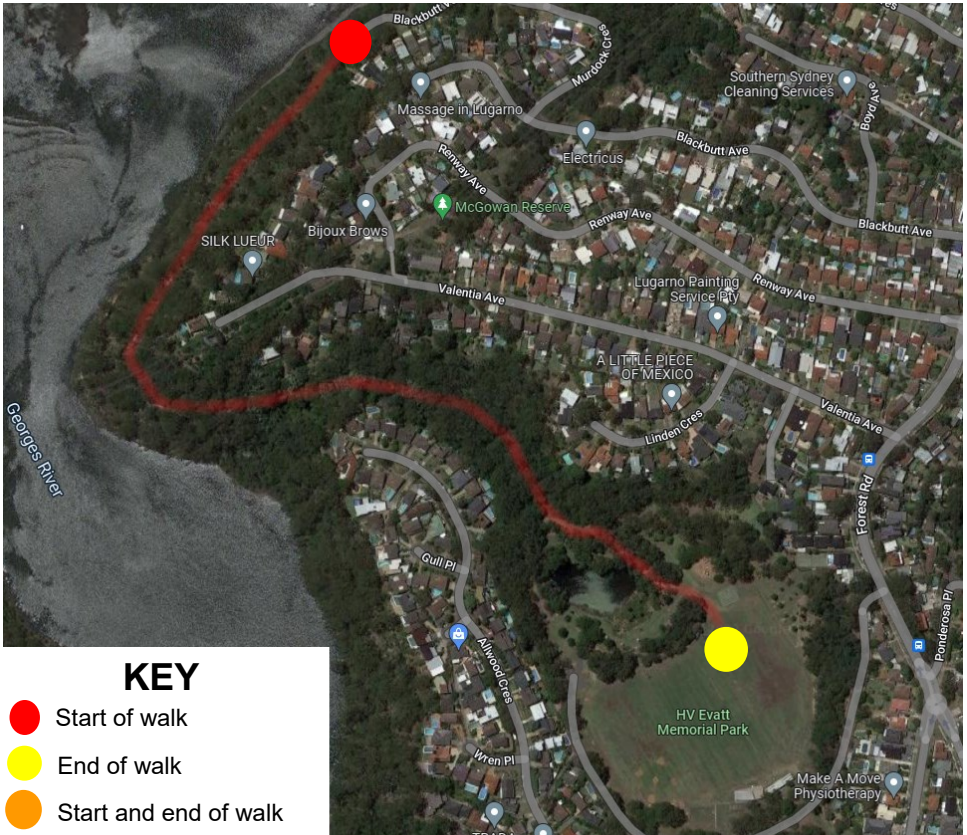 Blackbutt
Murdock Cres
Southern Sydney
Cleaning Services
Boyd Ave
Massage in Lugarno
Electricus
Blackbutt Ave
Renway Ave
McGowan Reserve
Renway Ave
Bijoux Brows
Blackbutt Ave
SILK LUEUR
Valentia Ave
Lugarno Painting
Service Pty
Renway Ave
A LITTLE PIECE
OF MEXICO
Linden Cres
Valentia Ave
Georges River
Forest Rd
Gull Pl
Ponderosa Pl
Allwood Cres
HV Evatt
Memorial Park
Wren Pl
Make A Move
Physiotherapy
KEY
Start of walk
End of walk
Start and end of walk